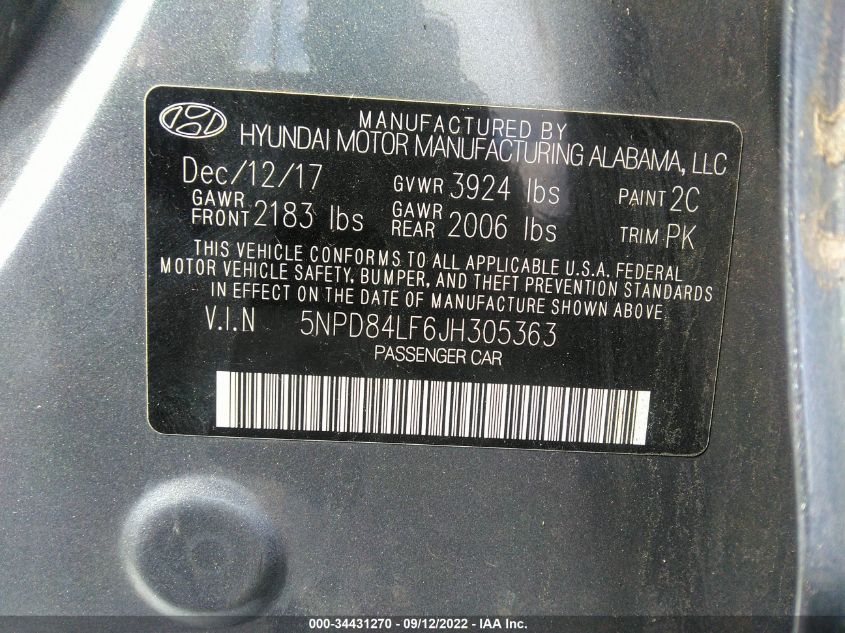 MANUFACTURED BY
HYUNDAI MOTOR MANUFACTURING ALABAMA, LLC
Dec/12/17 GVWR 3924 lbs PAINT 2C
GAWR FRONT 2183 lbs GAWR REAR 2006 lbs TRIM PK
THIS VEHICLE CONFORMS TO ALL APPLICABLE U.S.A. FEDERAL
MOTOR VEHICLE SAFETY, BUMPER, AND THEFT PREVENTION STANDARDS
IN EFFECT ON THE DATE OF MANUFACTURE SHOWN ABOVE.
V.I.N 5NPD84LF6JH305363
PASSENGER CAR
000-34431270 - 09/12/2022 - IAA Inc.